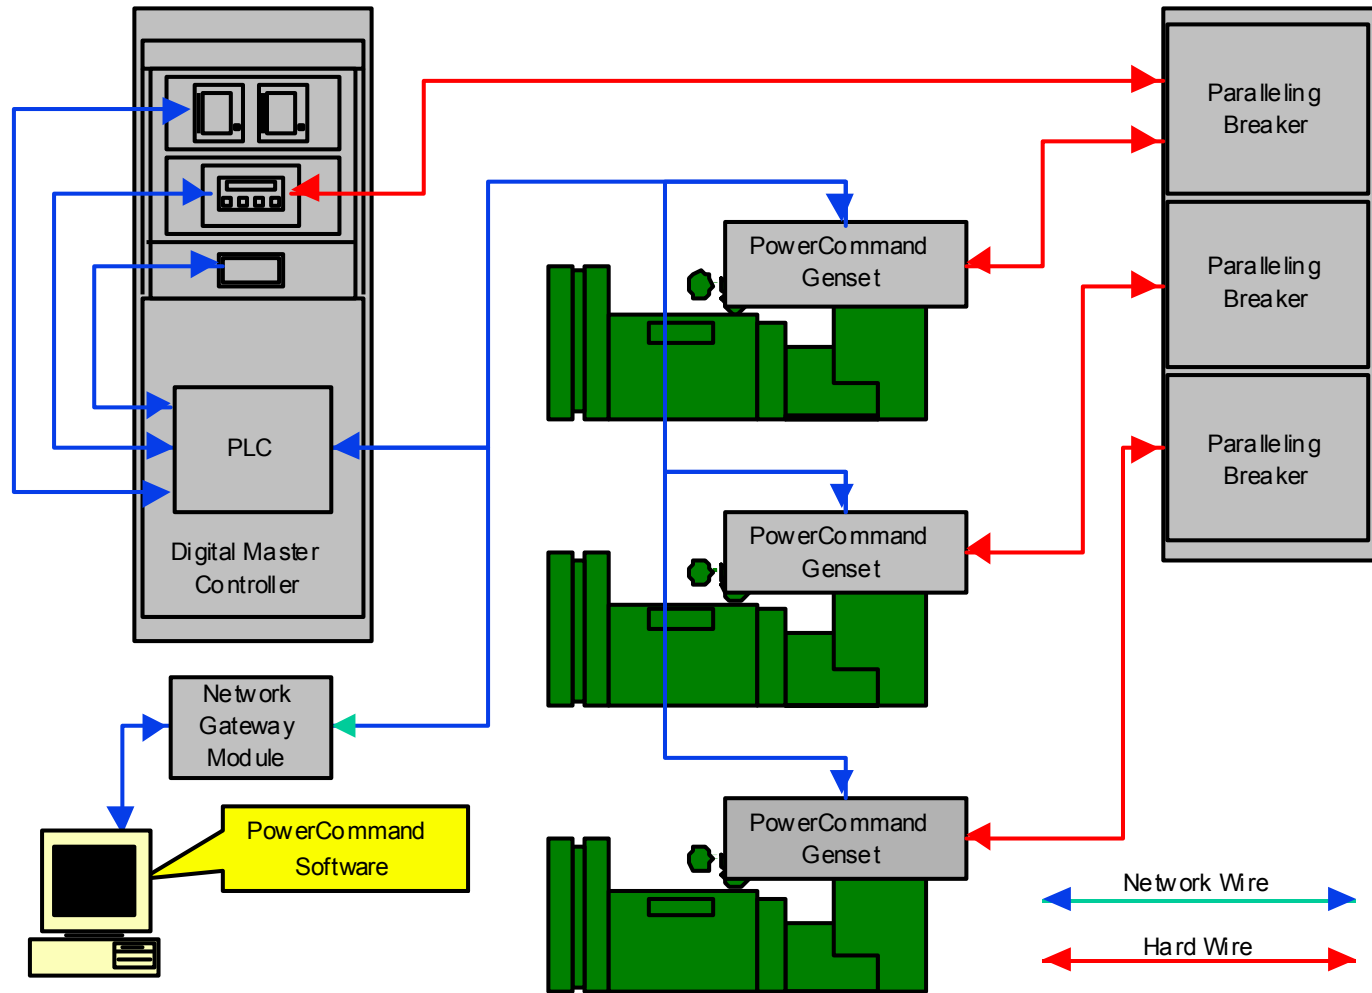 Paralleling
Breaker
PowerCommand
Genset
Paralleling
Breaker
PLC
Paralleling
Breaker
Digital Master
Controller
PowerCommand
Genset
Network
Gateway
Module
PowerCommand
Software
PowerCommand
Genset
Network Wire
Hard Wire